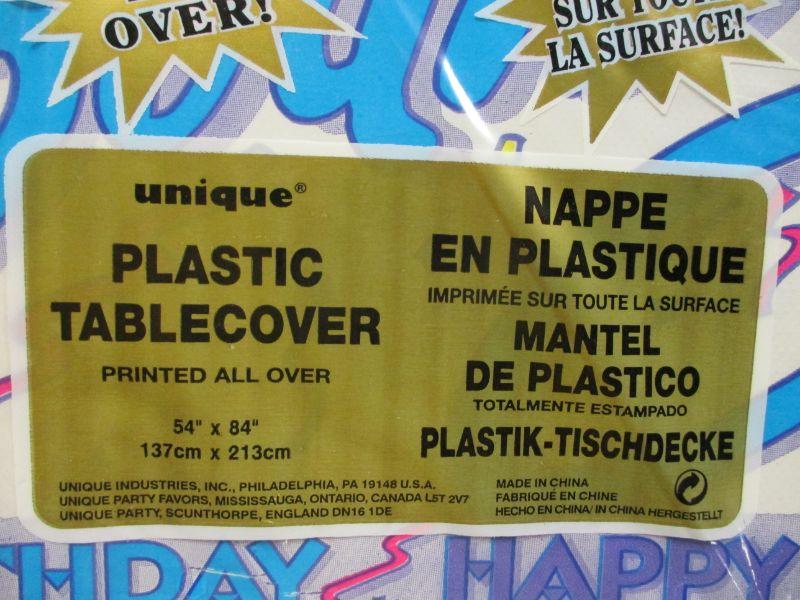 OVER!
SUR TOUTE
LA SURFACE!
unique®
PLASTIC
TABLECOVER
PRINTED ALL OVER
54" x 84"
137cm x 213cm
UNIQUE INDUSTRIES, INC., PHILADELPHIA, PA 19148 U.S.A.
UNIQUE PARTY FAVORS, MISSISSAUGA, ONTARIO, CANADA L5T 2V7
UNIQUE PARTY, SCUNTHORPE, ENGLAND DN16 1DE
NAPPE
EN PLASTIQUE
IMPRIMÉE SUR TOUTE LA SURFACE
MANTEL
DE PLASTICO
TOTALMENTE ESTAMPADO
PLASTIK-TISCHDECKE
MADE IN CHINA
FABRIQUÉ EN CHINE
HECHO EN CHINA/ IN CHINA HERGESTELLT
THDAY HAPPY